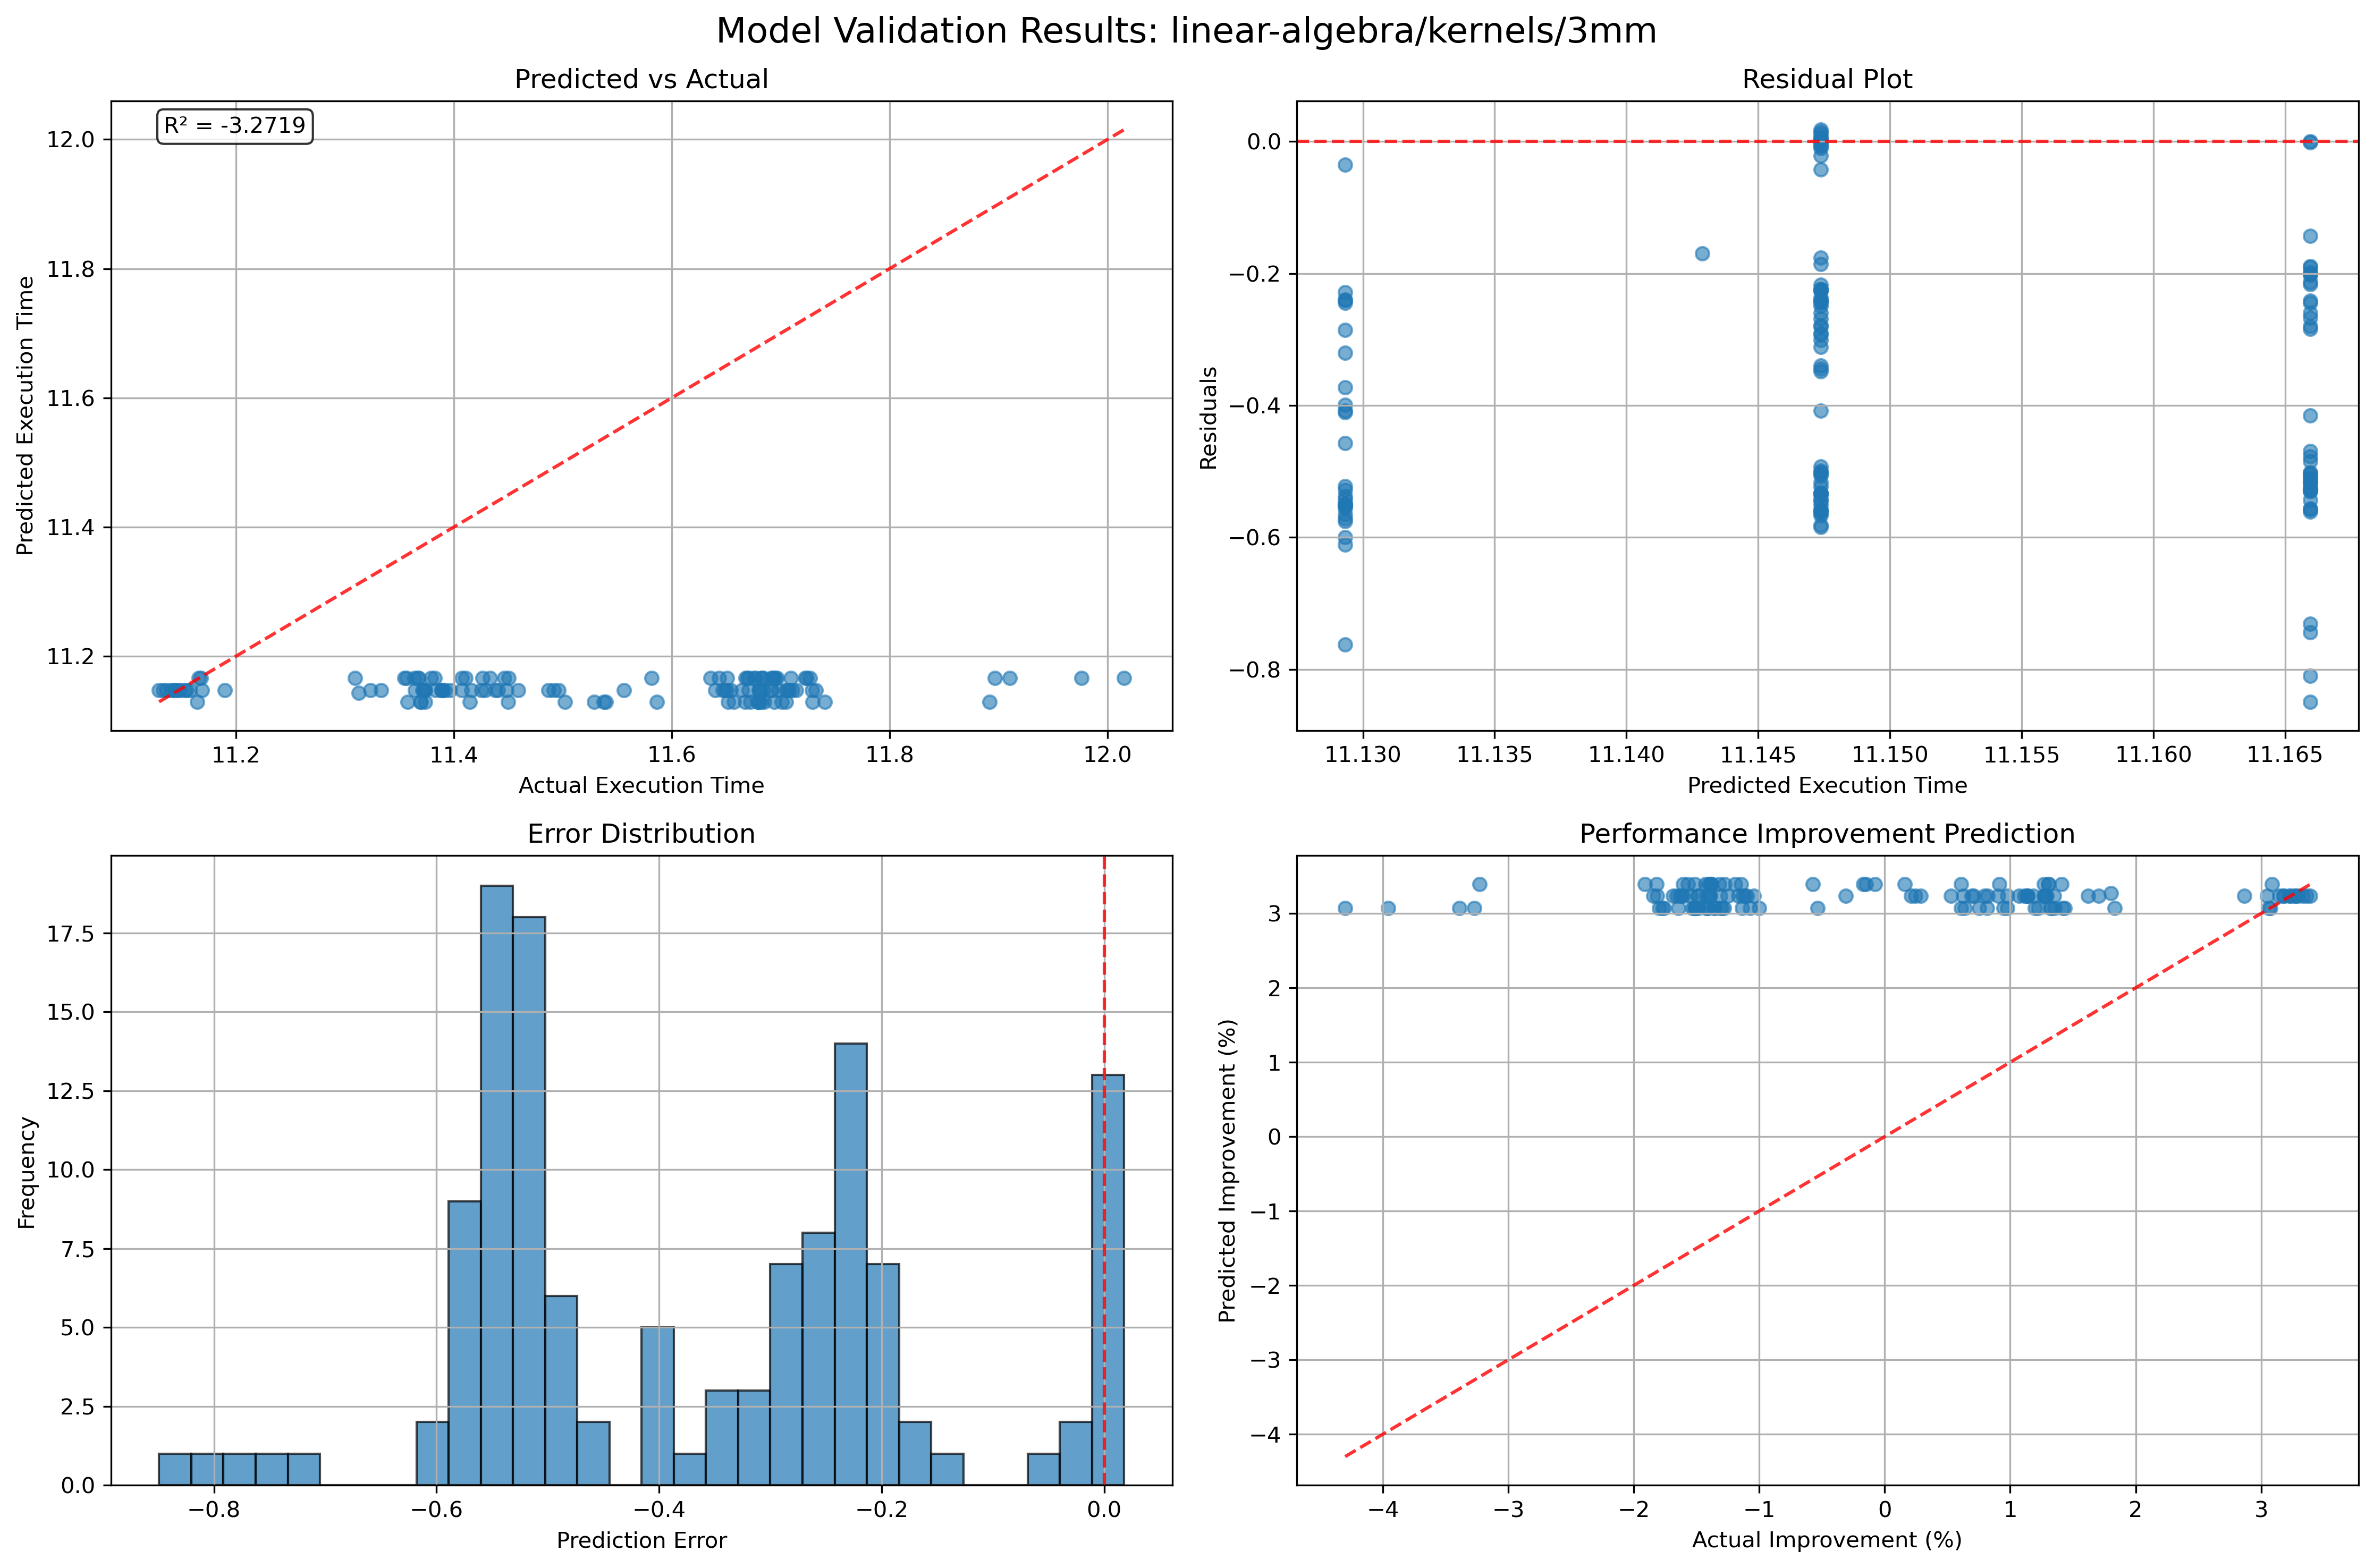 Model Validation Results: linear-algebra/kernels/3mm
Predicted vs Actual
R² = -3.2719
12.0
11.8
11.6
11.4
11.2
Predicted Execution Time
11.2 11.4 11.6 11.8 12.0
Actual Execution Time
Residual Plot
0.0
−0.2
−0.4
−0.6
−0.8
Residuals
11.130 11.135 11.140 11.145 11.150 11.155 11.160 11.165
Predicted Execution Time
Error Distribution
17.5
15.0
12.5
10.0
7.5
5.0
2.5
0.0
Frequency
−0.8 −0.6 −0.4 −0.2 0.0
Prediction Error
Performance Improvement Prediction
3
2
1
0
−1
−2
−3
−4
Predicted Improvement (%)
−4 −3 −2 −1 0 1 2 3
Actual Improvement (%)